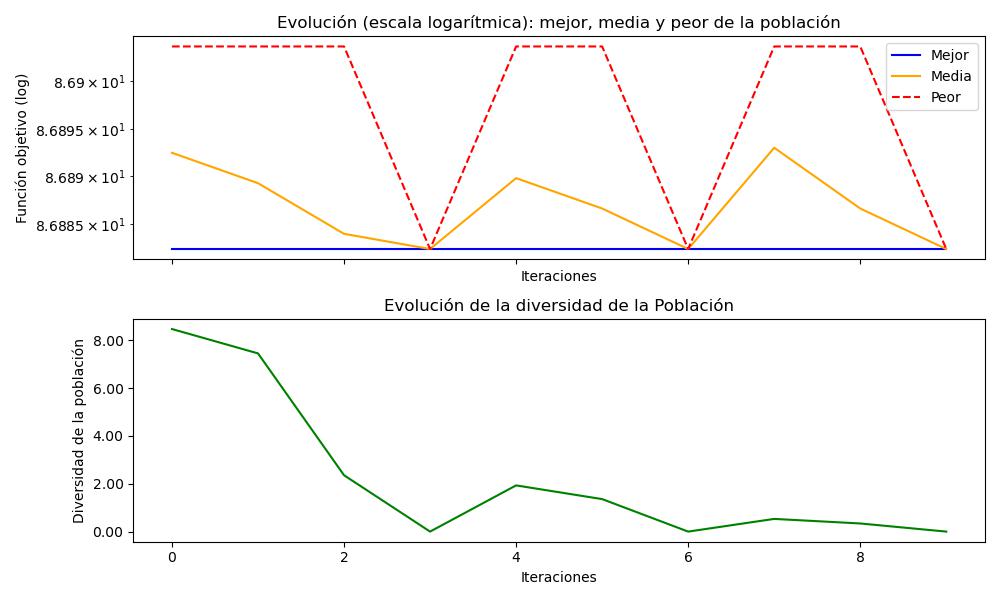 Evolución (escala logarítmica): mejor, media y peor de la población
Función objetivo (log)
8.69 × 10¹
8.6895 × 10¹
8.689 × 10¹
8.6885 × 10¹
Mejor
Media
Peor
Iteraciones
Evolución de la diversidad de la Población
Diversidad de la población
8.00
6.00
4.00
2.00
0.00
0 2 4 6 8
Iteraciones